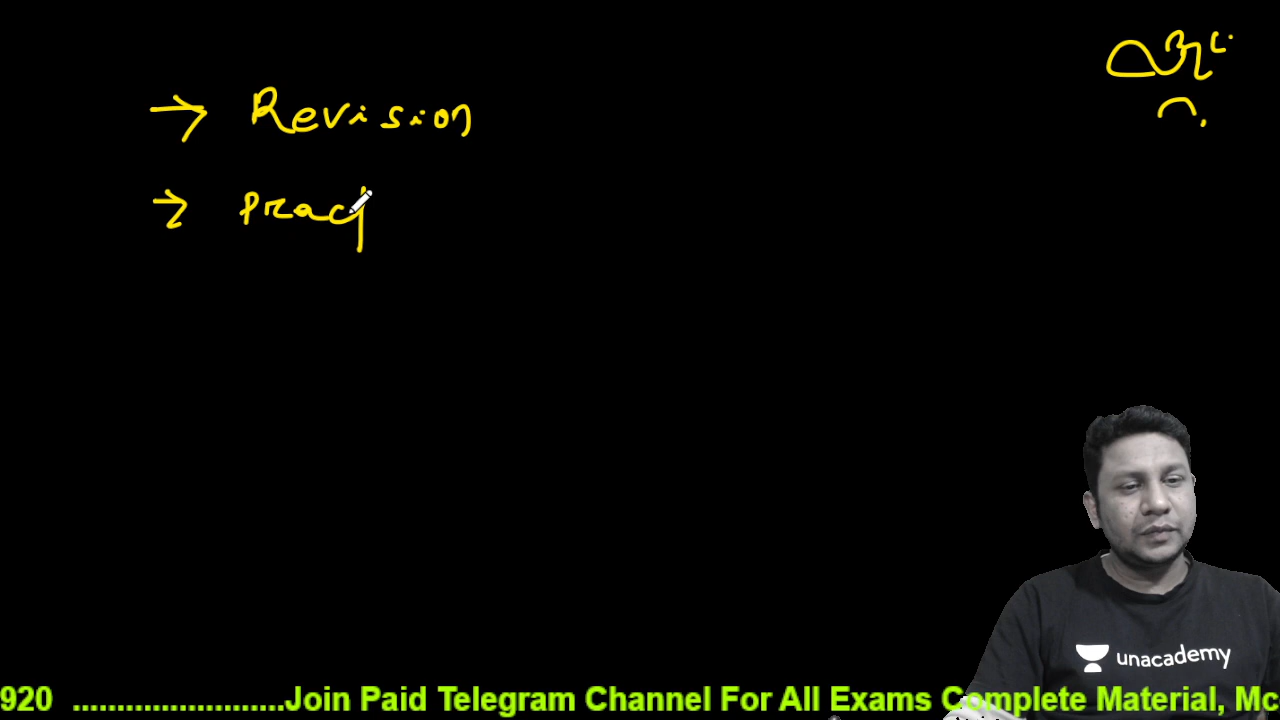 → Revision
→ Prac
unacademy
920 ........................Join Paid Telegram Channel For All Exams Complete Material, Mc